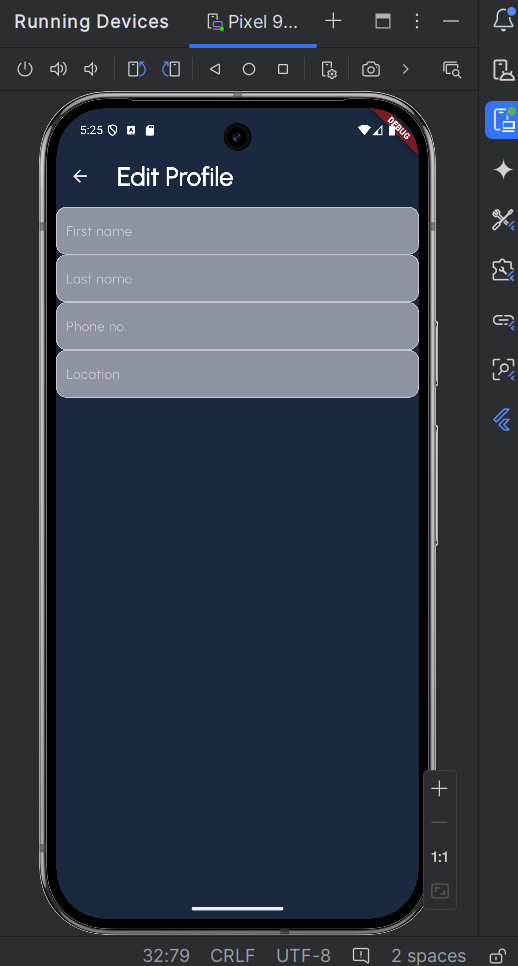 Running Devices
Pixel 9...
5:25
DEBUG
Edit Profile
First name
Last name
Phone no.
Location
1:1
32:79 CRLF UTF-8 2 spaces